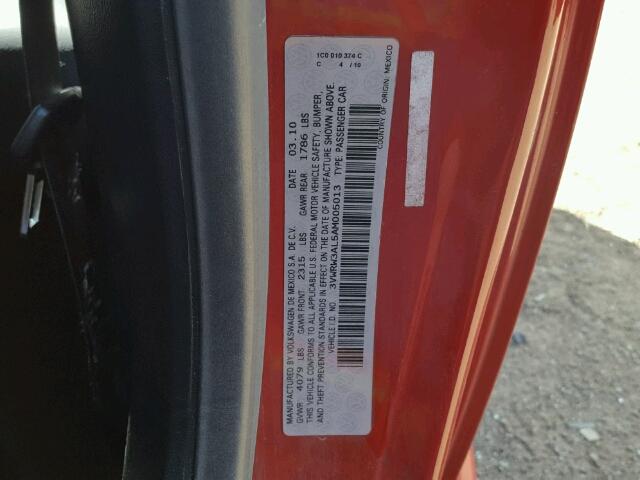 MANUFACTURED BY VOLKSWAGEN DE MEXICO S.A. DE C.V. DATE 03.10
GVWR 4079 LBS GAWR FRONT: 2315 LBS GAWR REAR 1786 LBS
THIS VEHICLE CONFORMS TO ALL APPLICABLE U.S. FEDERAL MOTOR VEHICLE SAFETY, BUMPER,
AND THEFT PREVENTION STANDARDS IN EFFECT ON THE DATE OF MANUFACTURE SHOWN ABOVE.
VEHICLE I.D. NO. 3VWRW3AL5AM005013 TYPE: PASSENGER CAR
COUNTRY OF ORIGIN: MEXICO
1C0 010 374 C
C 4 /10